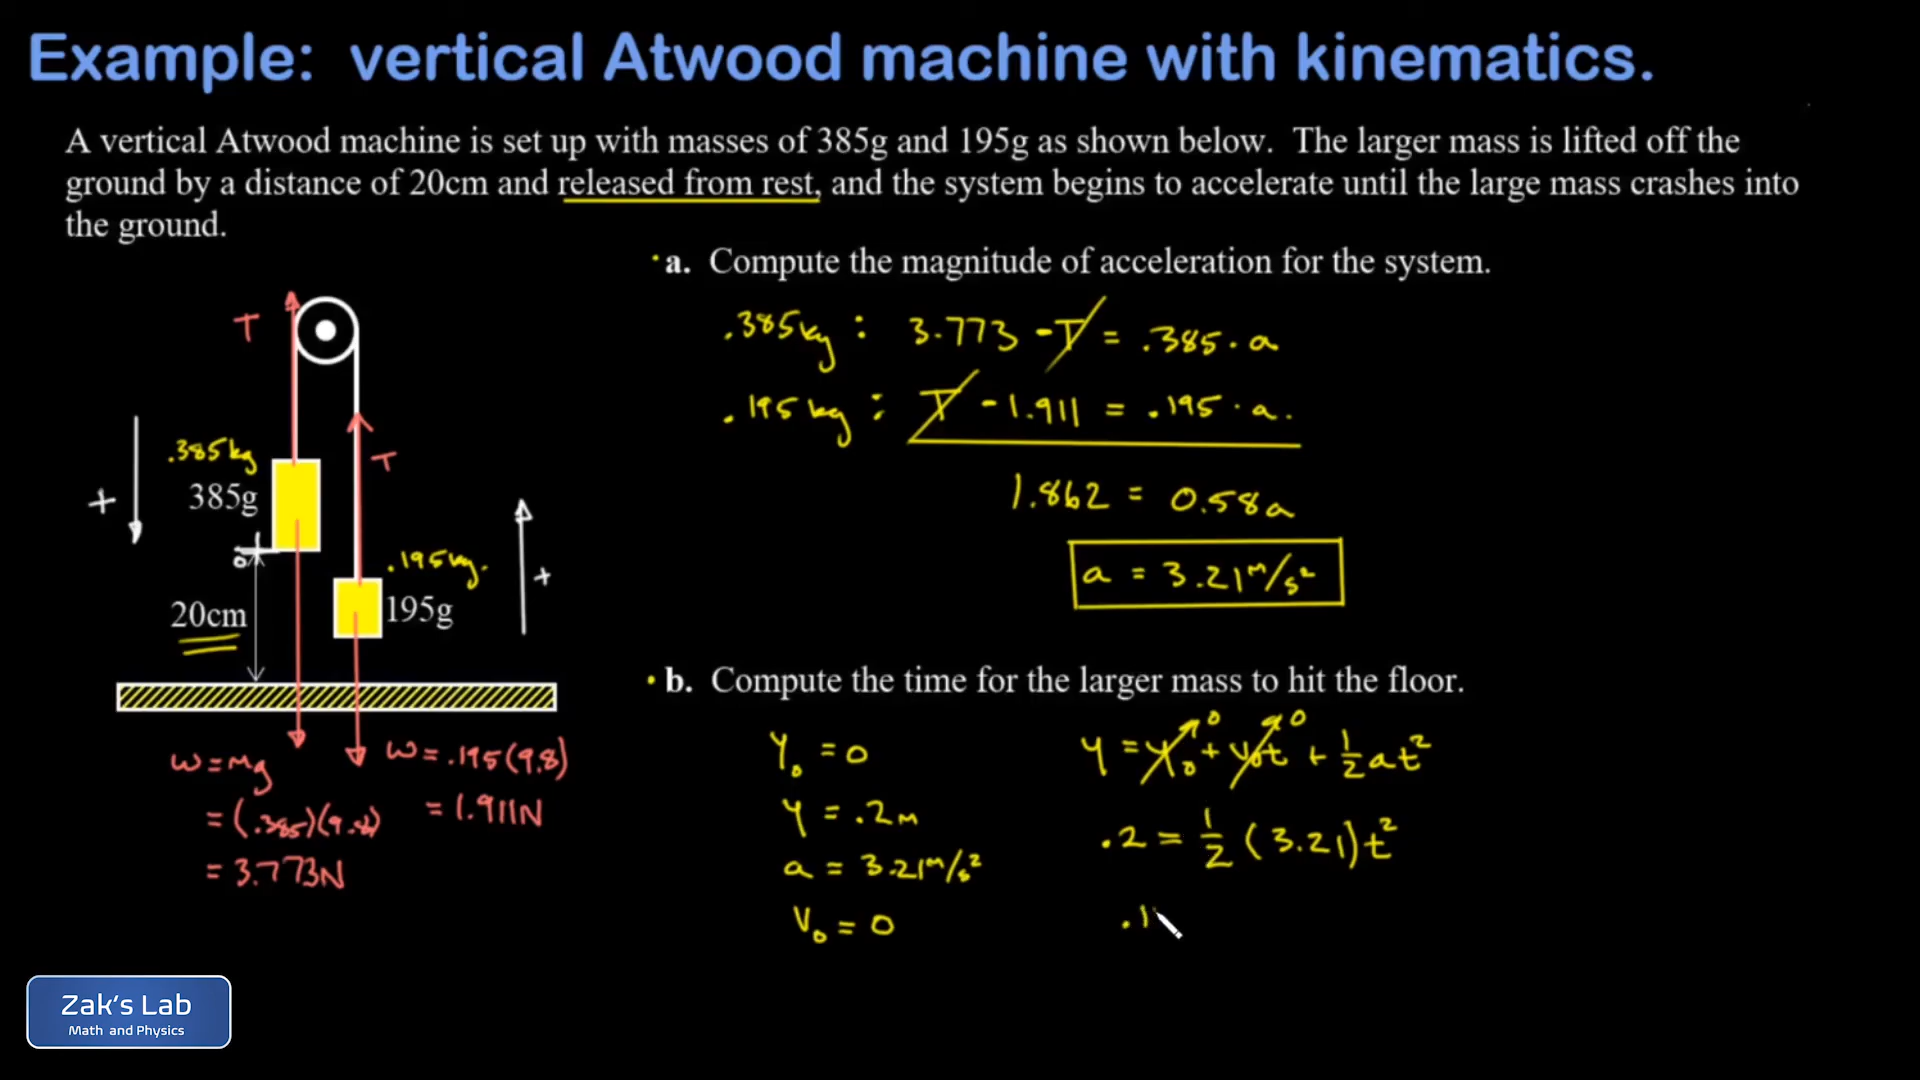 Example: vertical Atwood machine with kinematics.
A vertical Atwood machine is set up with masses of 385g and 195g as shown below. The larger mass is lifted off the
ground by a distance of 20cm and released from rest, and the system begins to accelerate until the large mass crashes into
the ground.
• a. Compute the magnitude of acceleration for the system.
.385kg : 3.773 - T = .385 · a
.195kg : T - 1.911 = .195 · a.
1.862 = 0.58a
a = 3.21 m/s²
T
T
.385kg
385g
+
0
20cm
.195kg.
195g
+
W = mg
= (.385)(9.8)
= 3.773N
W = .195(9.8)
= 1.911N
• b. Compute the time for the larger mass to hit the floor.
Y₀ = 0
Y = .2m
a = 3.21 m/s²
V₀ = 0
Y = Y₀⁰ + V₀t⁰ + ½at²
.2 = ½(3.21)t²
.1
Zak's Lab
Math and Physics